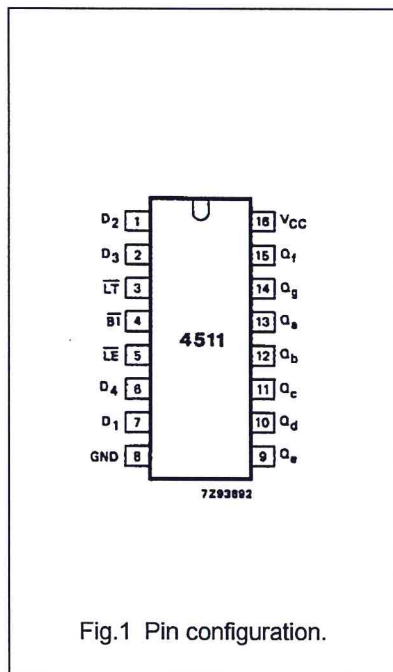 D2 1 16 VCC
D3 2 15 Qf
LT 3 14 Qg
BI 4 13 Qa
4511
LE 5 12 Qb
D4 6 11 Qc
D1 7 10 Qd
GND 8 9 Qe
7Z93892
Fig.1 Pin configuration.